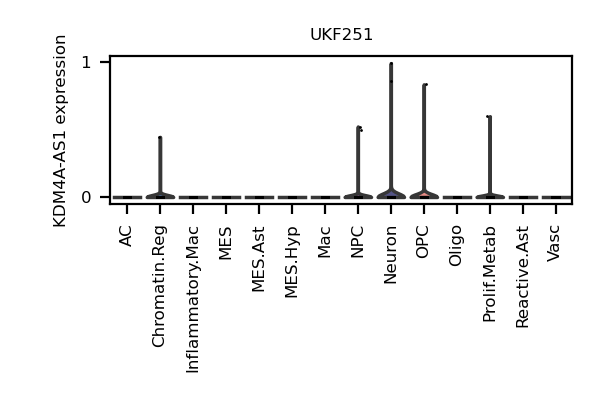 UKF251
KDM4A-AS1 expression
1
0
AC
Chromatin.Reg
Inflammatory.Mac
MES
MES.Ast
MES.Hyp
Mac
NPC
Neuron
OPC
Oligo
Prolif.Metab
Reactive.Ast
Vasc